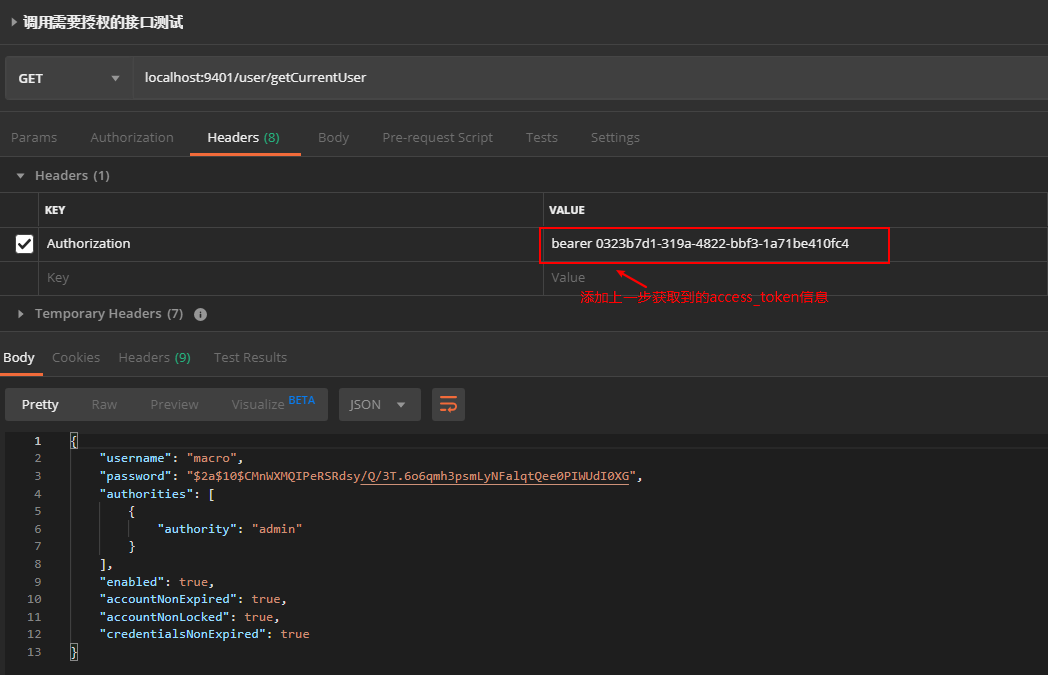 调用需要授权的接口测试
GET localhost:9401/user/getCurrentUser
Params Authorization Headers (8) Body Pre-request Script Tests Settings
Headers (1)
KEY VALUE
Authorization bearer 0323b7d1-319a-4822-bbf3-1a71be410fc4
Key Value
添加上一步获取到的access_token信息
Temporary Headers (7)
Body Cookies Headers (9) Test Results
Pretty Raw Preview Visualize BETA JSON
1 {
2 "username": "macro",
3 "password": "$2a$10$CMnWXMQIPeRSRdsy/Q/3T.6o6qmh3psmLyNFalqtQee0PIWUdI0XG",
4 "authorities": [
5 {
6 "authority": "admin"
7 }
8 ],
9 "enabled": true,
10 "accountNonExpired": true,
11 "accountNonLocked": true,
12 "credentialsNonExpired": true
13 }